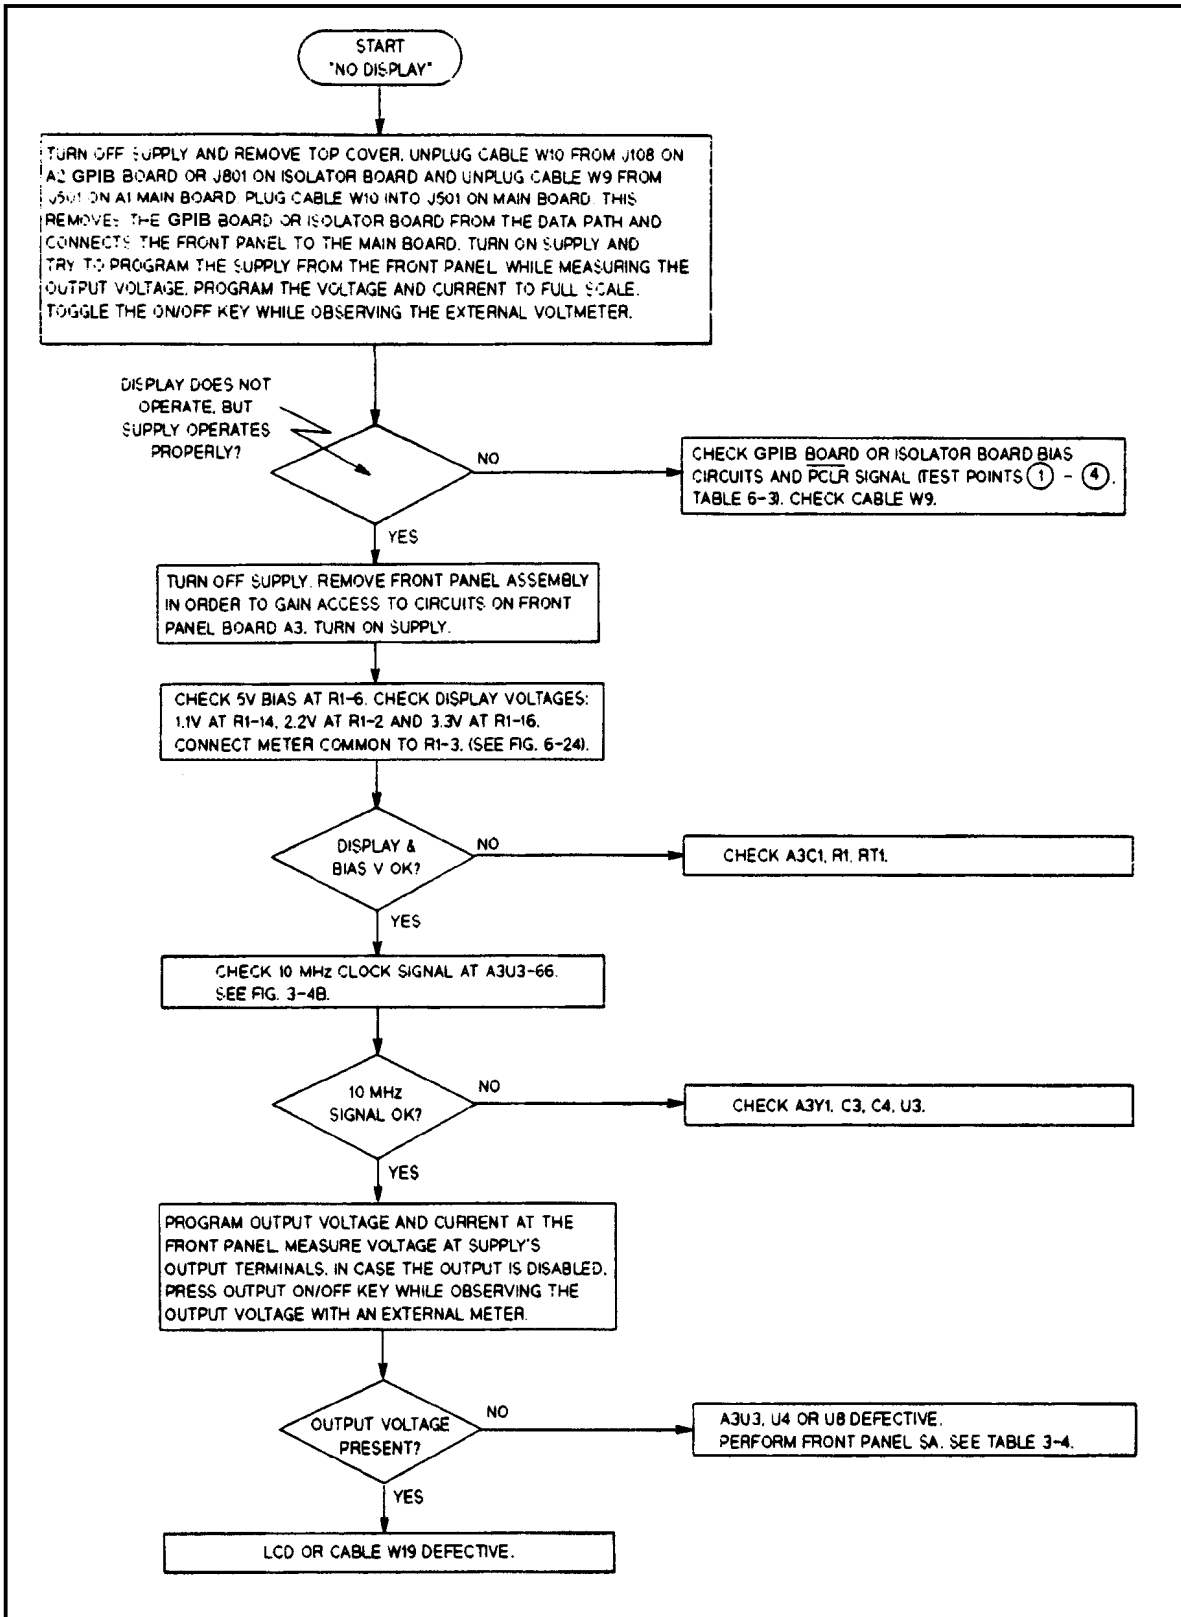 START
"NO DISPLAY"
TURN OFF SUPPLY AND REMOVE TOP COVER. UNPLUG CABLE W10 FROM J108 ON
A2 GPIB BOARD OR J801 ON ISOLATOR BOARD AND UNPLUG CABLE W9 FROM
J501 ON A1 MAIN BOARD. PLUG CABLE W10 INTO J501 ON MAIN BOARD. THIS
REMOVES THE GPIB BOARD OR ISOLATOR BOARD FROM THE DATA PATH AND
CONNECTS THE FRONT PANEL TO THE MAIN BOARD. TURN ON SUPPLY AND
TRY TO PROGRAM THE SUPPLY FROM THE FRONT PANEL WHILE MEASURING THE
OUTPUT VOLTAGE. PROGRAM THE VOLTAGE AND CURRENT TO FULL SCALE.
TOGGLE THE ON/OFF KEY WHILE OBSERVING THE EXTERNAL VOLTMETER.
DISPLAY DOES NOT
OPERATE, BUT
SUPPLY OPERATES
PROPERLY?
NO
CHECK GPIB BOARD OR ISOLATOR BOARD BIAS
CIRCUITS AND PCLR SIGNAL (TEST POINTS 1 - 4,
TABLE 6-3). CHECK CABLE W9.
YES
TURN OFF SUPPLY. REMOVE FRONT PANEL ASSEMBLY
IN ORDER TO GAIN ACCESS TO CIRCUITS ON FRONT
PANEL BOARD A3. TURN ON SUPPLY.
CHECK 5V BIAS AT R1-6. CHECK DISPLAY VOLTAGES:
1.1V AT R1-14, 2.2V AT R1-2 AND 3.3V AT R1-16.
CONNECT METER COMMON TO R1-3. (SEE FIG. 6-24).
DISPLAY &
BIAS V OK?
NO
CHECK A3C1, R1, RT1.
YES
CHECK 10 MHz CLOCK SIGNAL AT A3U3-66.
SEE FIG. 3-4B.
10 MHz
SIGNAL OK?
NO
CHECK A3Y1, C3, C4, U3.
YES
PROGRAM OUTPUT VOLTAGE AND CURRENT AT THE
FRONT PANEL. MEASURE VOLTAGE AT SUPPLY'S
OUTPUT TERMINALS. IN CASE THE OUTPUT IS DISABLED,
PRESS OUTPUT ON/OFF KEY WHILE OBSERVING THE
OUTPUT VOLTAGE WITH AN EXTERNAL METER.
OUTPUT VOLTAGE
PRESENT?
NO
A3U3, U4 OR U8 DEFECTIVE.
PERFORM FRONT PANEL SA. SEE TABLE 3-4.
YES
LCD OR CABLE W19 DEFECTIVE.